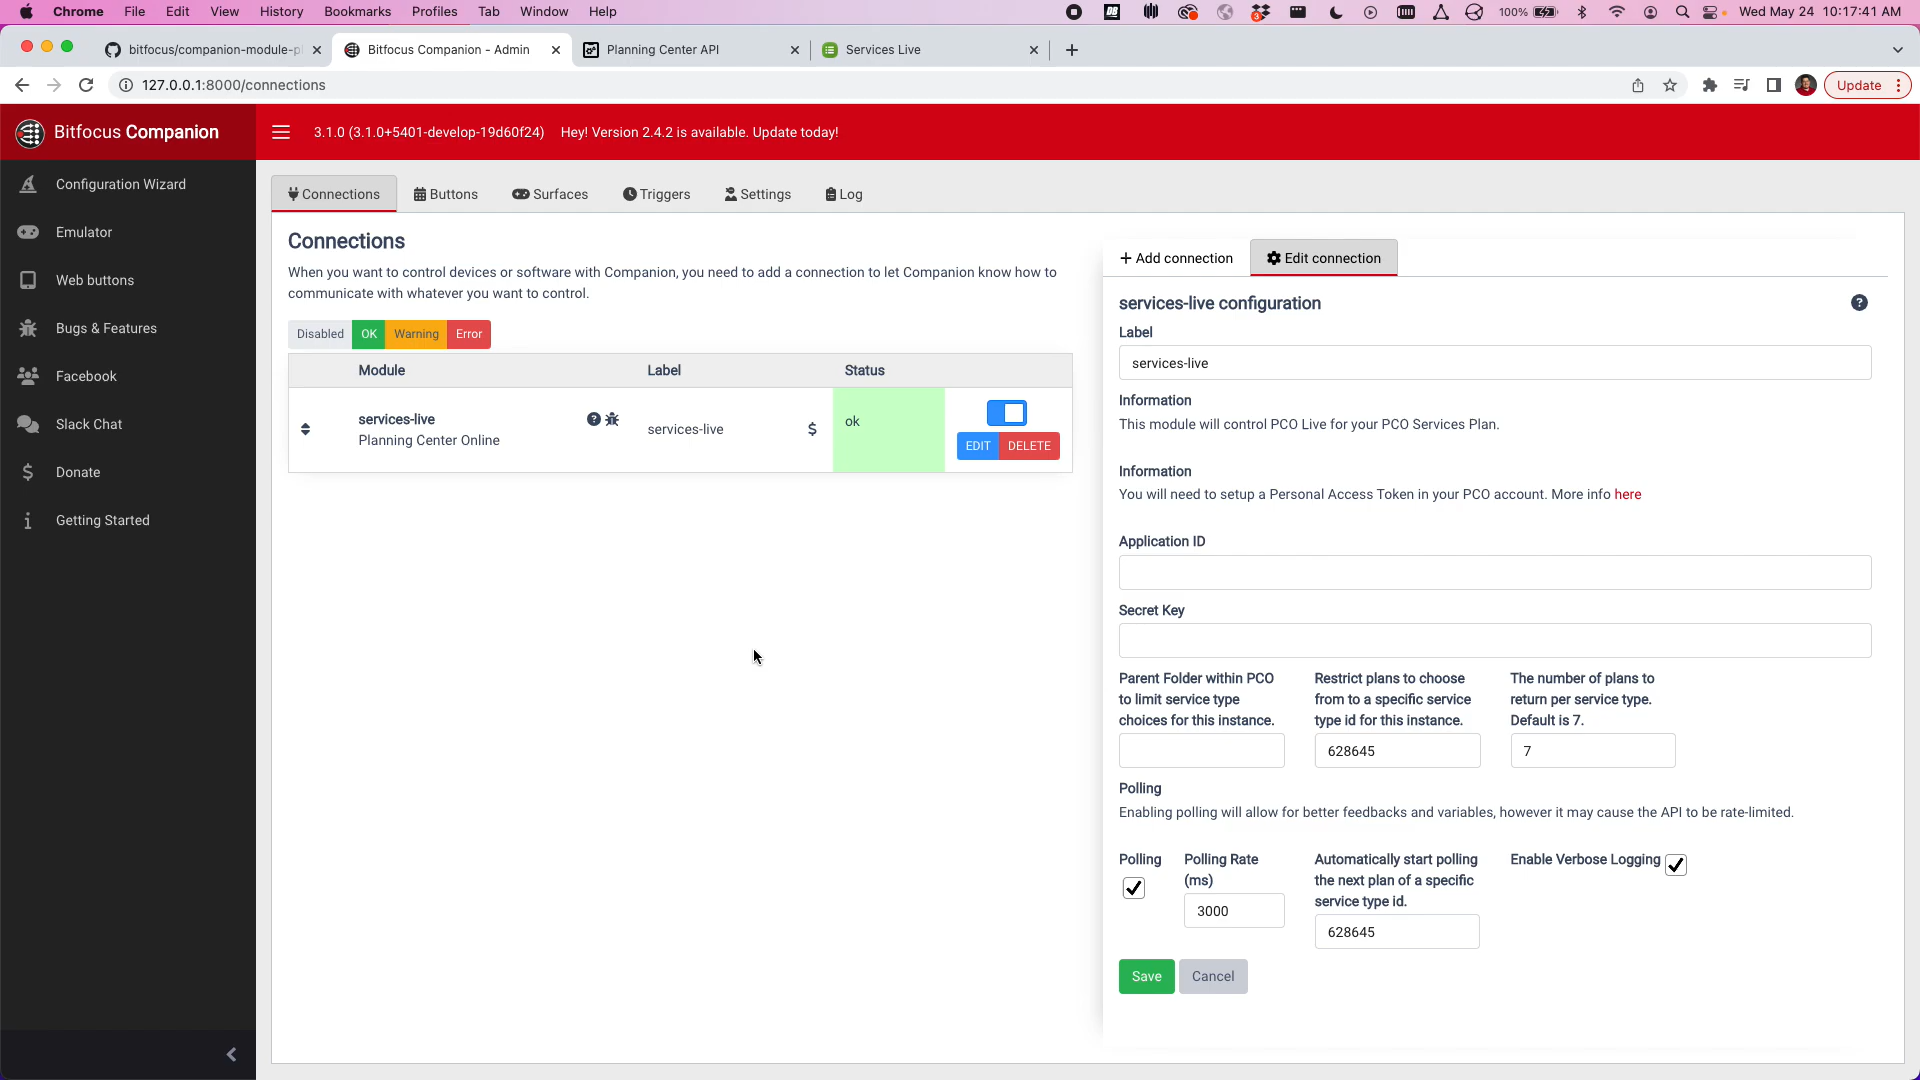 Chrome File Edit View History Bookmarks Profiles Tab Window Help 3 100% Wed May 24 10:17:41 AM
bitfocus/companion-module-pl Bitfocus Companion - Admin Planning Center API Services Live
127.0.0.1:8000/connections Update
Bitfocus Companion 3.1.0 (3.1.0+5401-develop-19d60f24) Hey! Version 2.4.2 is available. Update today!
Configuration Wizard
Emulator
Web buttons
Bugs & Features
Facebook
Slack Chat
Donate
Getting Started
Connections Buttons Surfaces Triggers Settings Log
Connections
When you want to control devices or software with Companion, you need to add a connection to let Companion know how to
communicate with whatever you want to control.
Disabled OK Warning Error
Module Label Status
services-live
Planning Center Online
services-live $ ok
EDIT DELETE
+ Add connection Edit connection
services-live configuration
Label
services-live
Information
This module will control PCO Live for your PCO Services Plan.
Information
You will need to setup a Personal Access Token in your PCO account. More info here
Application ID
Secret Key
Parent Folder within PCO
to limit service type
choices for this instance.
Restrict plans to choose
from to a specific service
type id for this instance.
628645
The number of plans to
return per service type.
Default is 7.
7
Polling
Enabling polling will allow for better feedbacks and variables, however it may cause the API to be rate-limited.
Polling
Polling Rate
(ms)
3000
Automatically start polling
the next plan of a specific
service type id.
628645
Enable Verbose Logging
Save Cancel